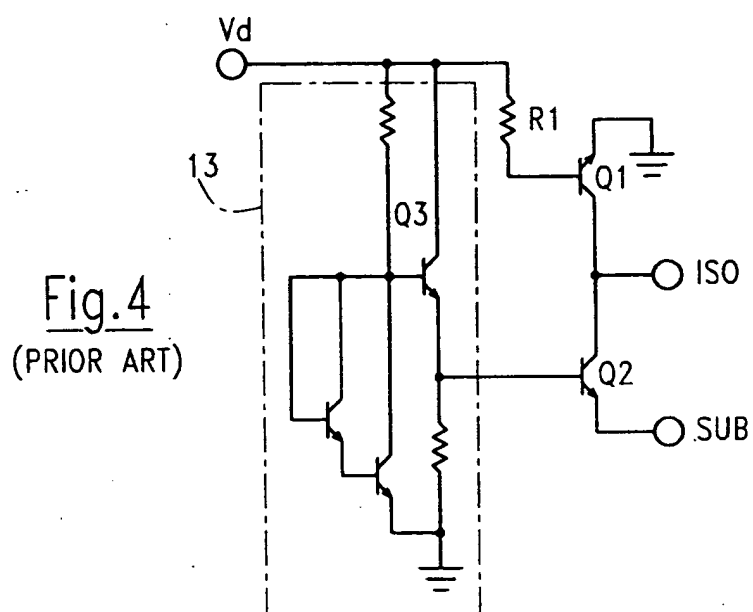 Vd
R1
13
Q1
Q3
ISO
Fig.4
(PRIOR ART)
Q2
SUB